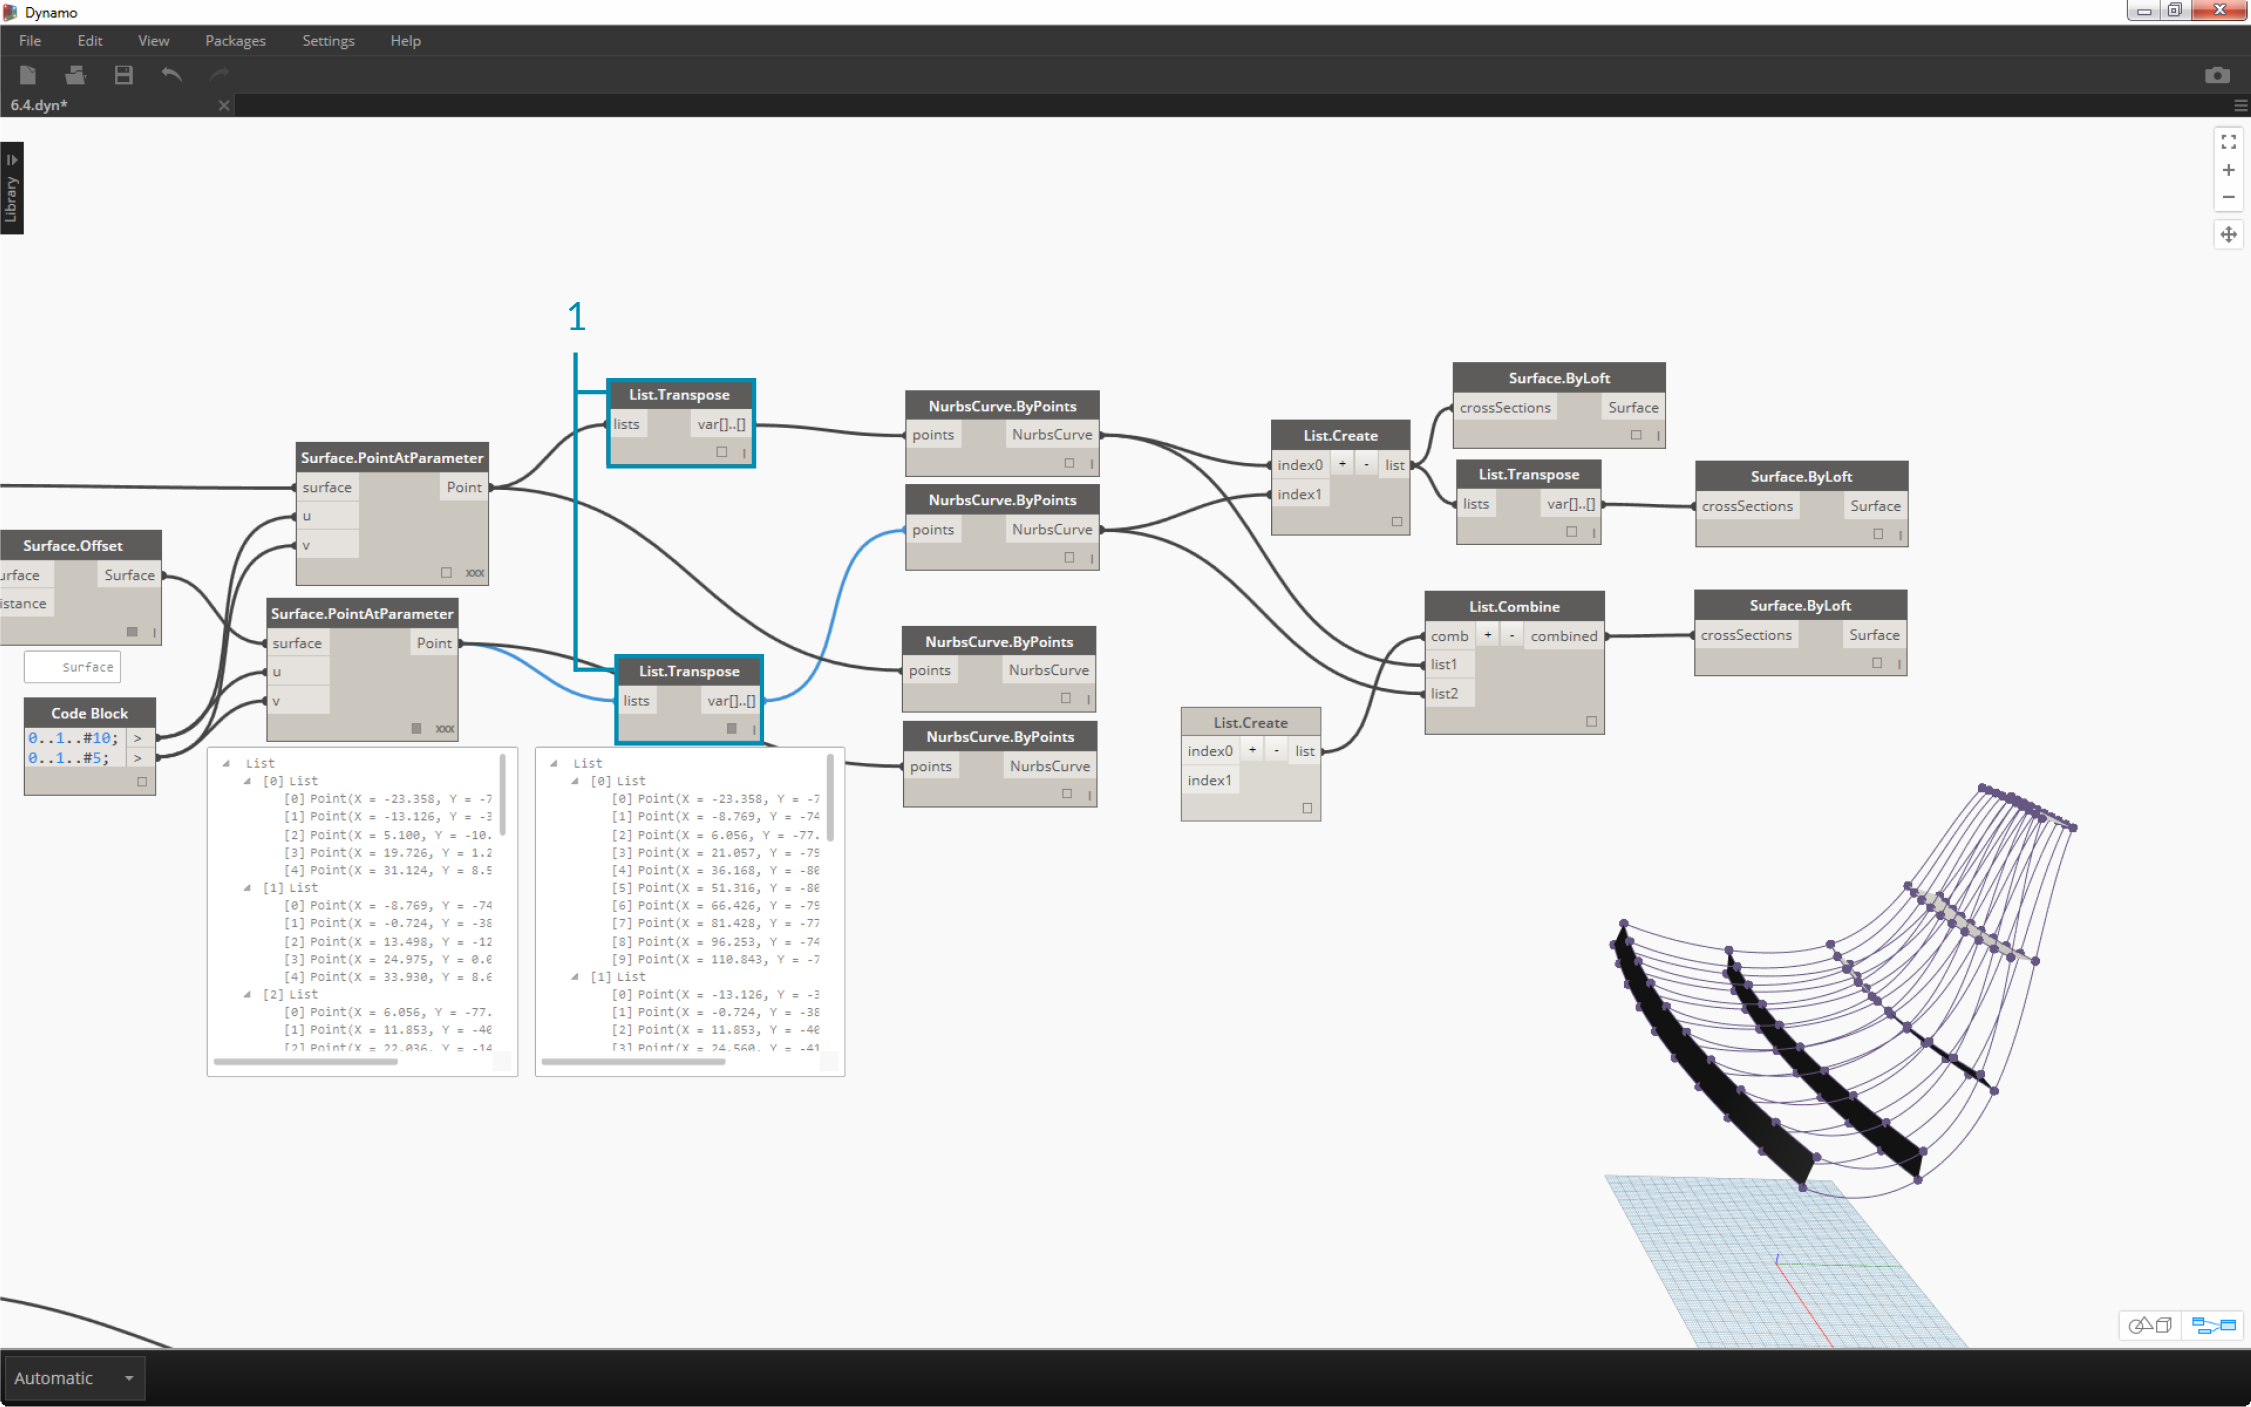 Dynamo
File Edit View Packages Settings Help
6.4.dyn*
Library
1
List.Transpose
lists var[]..[]
Surface.PointAtParameter
surface Point
u
v
xxx
Surface.Offset
urface Surface
istance
Surface
Surface.PointAtParameter
surface Point
u
v
xxx
Code Block
0..1..#10; >
0..1..#5; >
List.Transpose
lists var[]..[]
List
[0] List
[0] Point(X = -23.358, Y = -7
[1] Point(X = -13.126, Y = -3
[2] Point(X = 5.100, Y = -10.
[3] Point(X = 19.726, Y = 1.2
[4] Point(X = 31.124, Y = 8.5
[1] List
[0] Point(X = -8.769, Y = -74
[1] Point(X = -0.724, Y = -38
[2] Point(X = 13.498, Y = -12
[3] Point(X = 24.975, Y = 0.0
[4] Point(X = 33.930, Y = 8.6
[2] List
[0] Point(X = 6.056, Y = -77.
[1] Point(X = 11.853, Y = -40
[2] Point(X = 22.036, Y = -14
List
[0] List
[0] Point(X = -23.358, Y = -7
[1] Point(X = -8.769, Y = -74
[2] Point(X = 6.056, Y = -77.
[3] Point(X = 21.057, Y = -79
[4] Point(X = 36.168, Y = -80
[5] Point(X = 51.316, Y = -80
[6] Point(X = 66.426, Y = -79
[7] Point(X = 81.428, Y = -77
[8] Point(X = 96.253, Y = -74
[9] Point(X = 110.843, Y = -7
[1] List
[0] Point(X = -13.126, Y = -3
[1] Point(X = -0.724, Y = -38
[2] Point(X = 11.853, Y = -40
[3] Point(X = 24.560, Y = -41
NurbsCurve.ByPoints
points NurbsCurve
NurbsCurve.ByPoints
points NurbsCurve
NurbsCurve.ByPoints
points NurbsCurve
NurbsCurve.ByPoints
points NurbsCurve
List.Create
index0 + - list
index1
List.Create
index0 + - list
index1
Surface.ByLoft
crossSections Surface
List.Transpose
lists var[]..[]
Surface.ByLoft
crossSections Surface
List.Combine
comb + - combined
list1
list2
Surface.ByLoft
crossSections Surface
Automatic